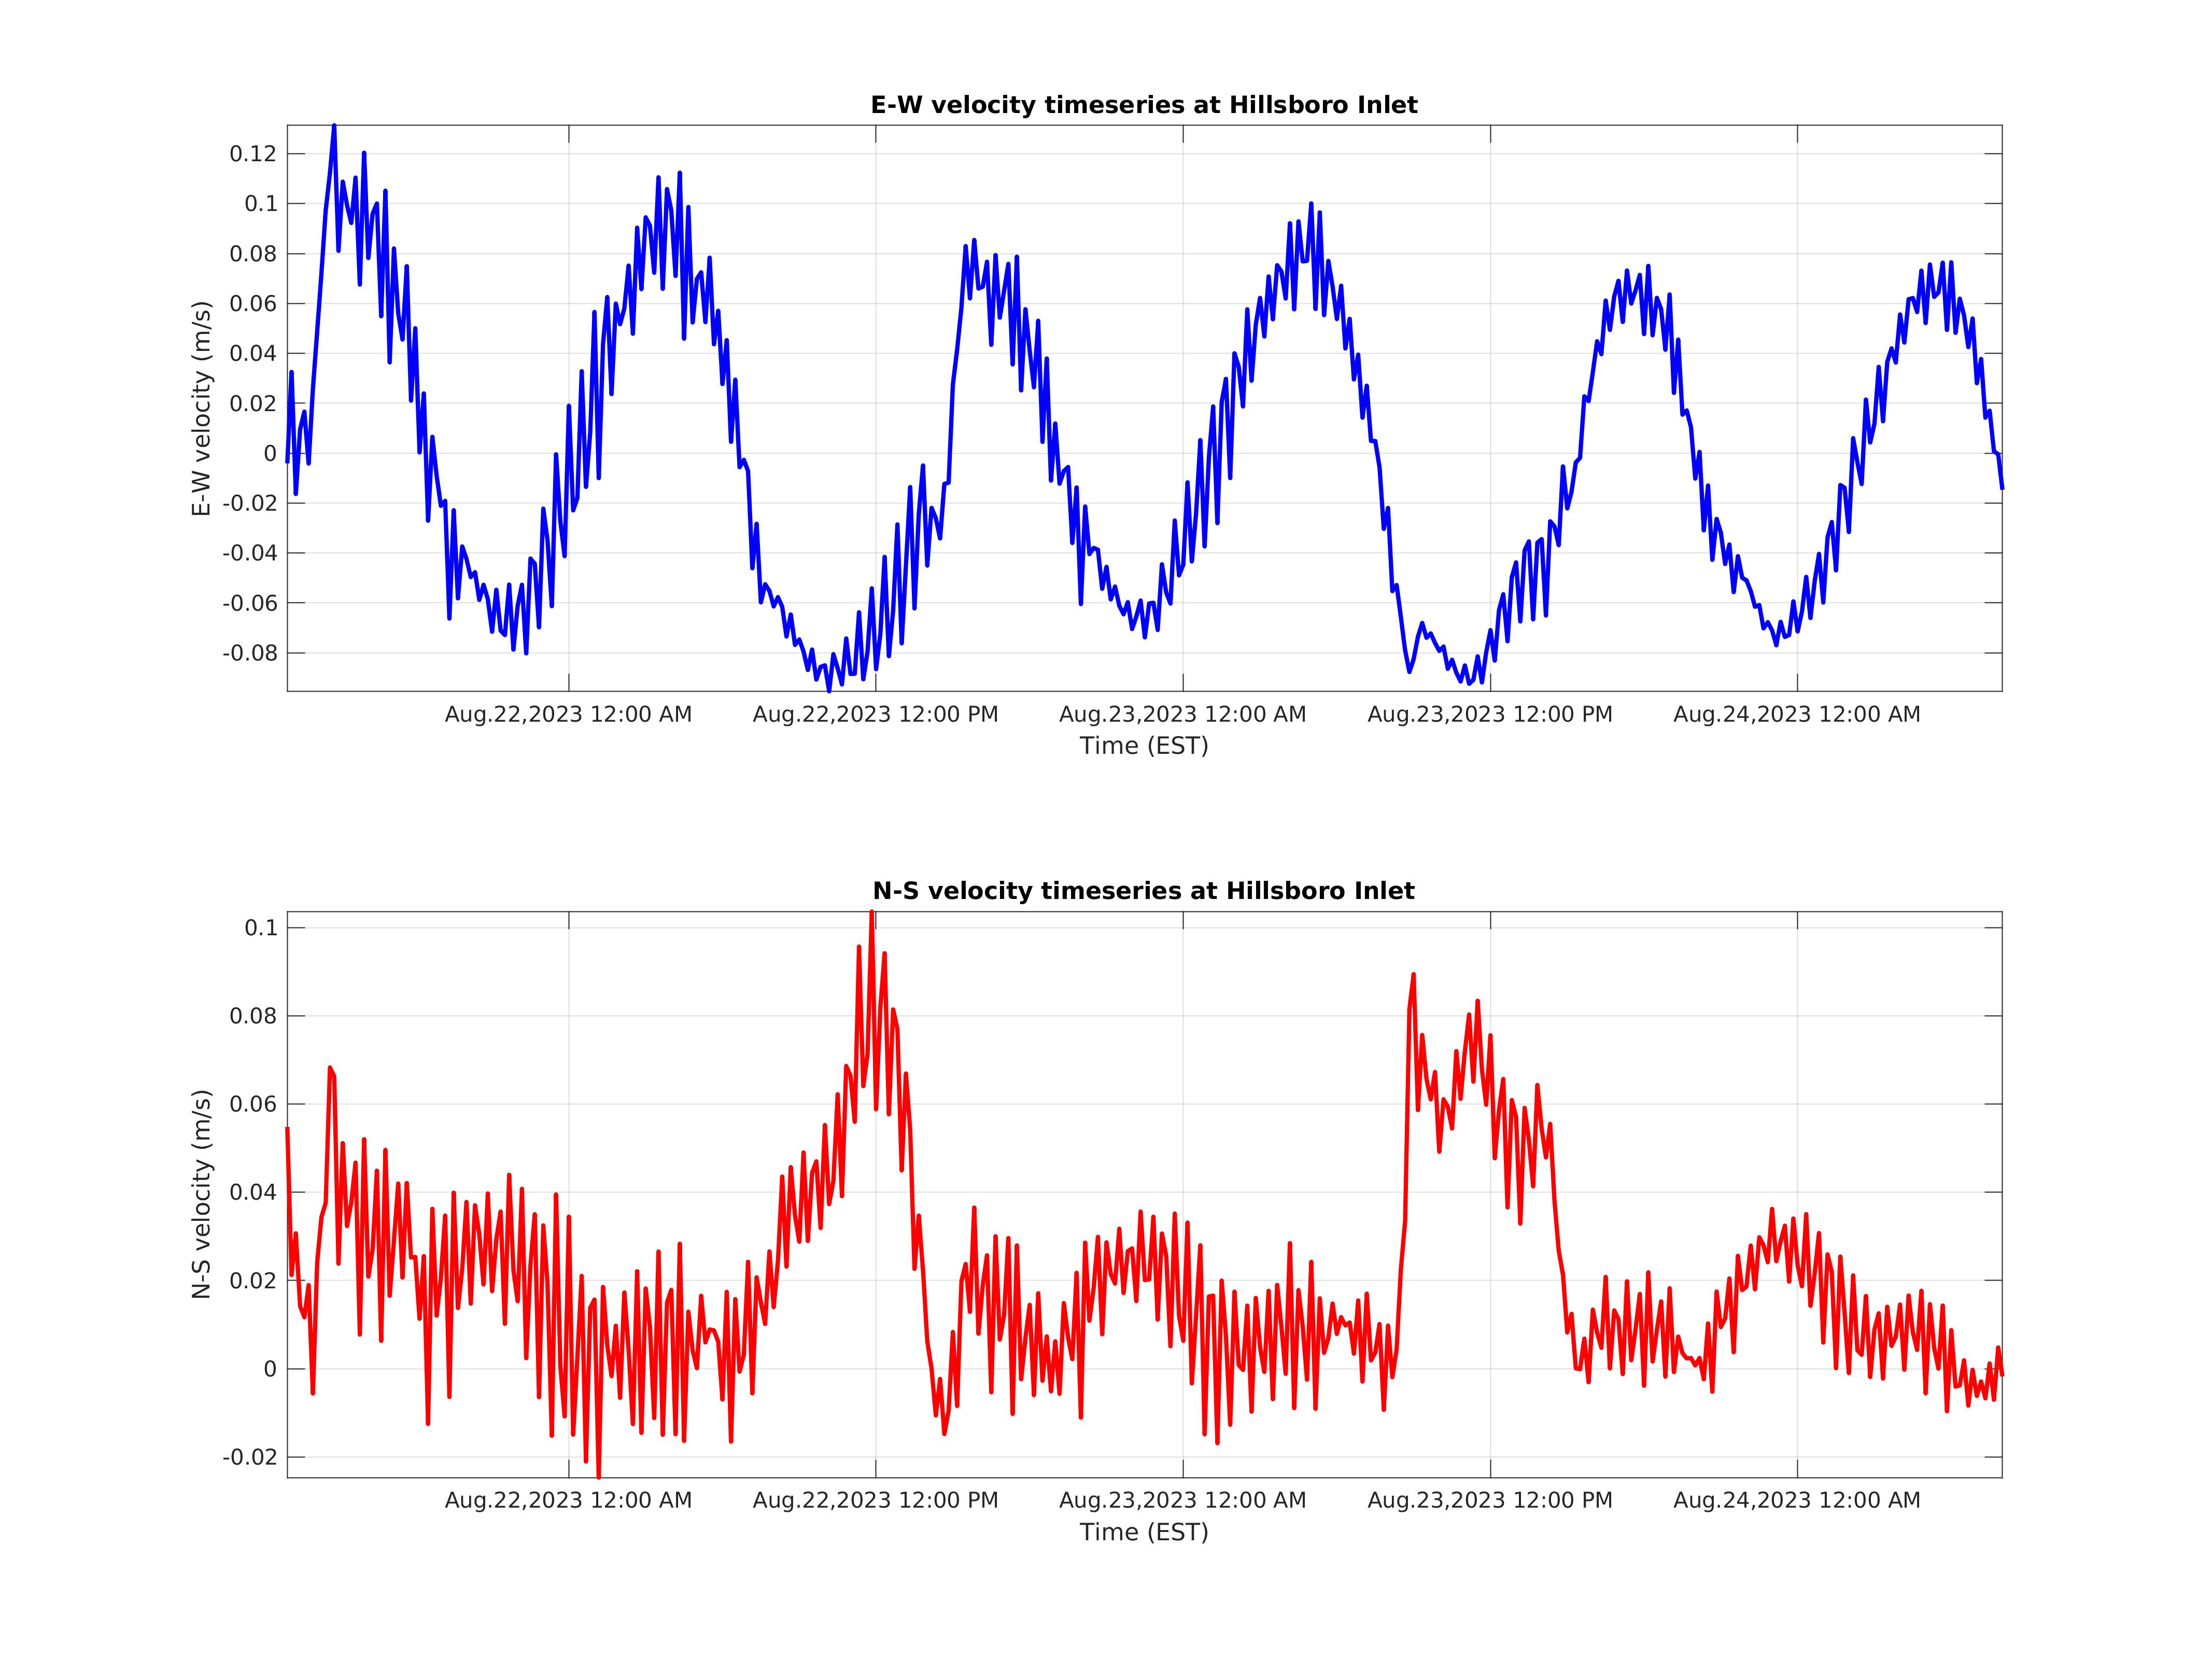 E-W velocity timeseries at Hillsboro Inlet
0.12
0.1
0.08
0.06
0.04
0.02
0
-0.02
-0.04
-0.06
-0.08
E-W velocity (m/s)
Aug.22,2023 12:00 AM
Aug.22,2023 12:00 PM
Aug.23,2023 12:00 AM
Aug.23,2023 12:00 PM
Aug.24,2023 12:00 AM
Time (EST)
N-S velocity timeseries at Hillsboro Inlet
0.1
0.08
0.06
0.04
0.02
0
-0.02
N-S velocity (m/s)
Aug.22,2023 12:00 AM
Aug.22,2023 12:00 PM
Aug.23,2023 12:00 AM
Aug.23,2023 12:00 PM
Aug.24,2023 12:00 AM
Time (EST)